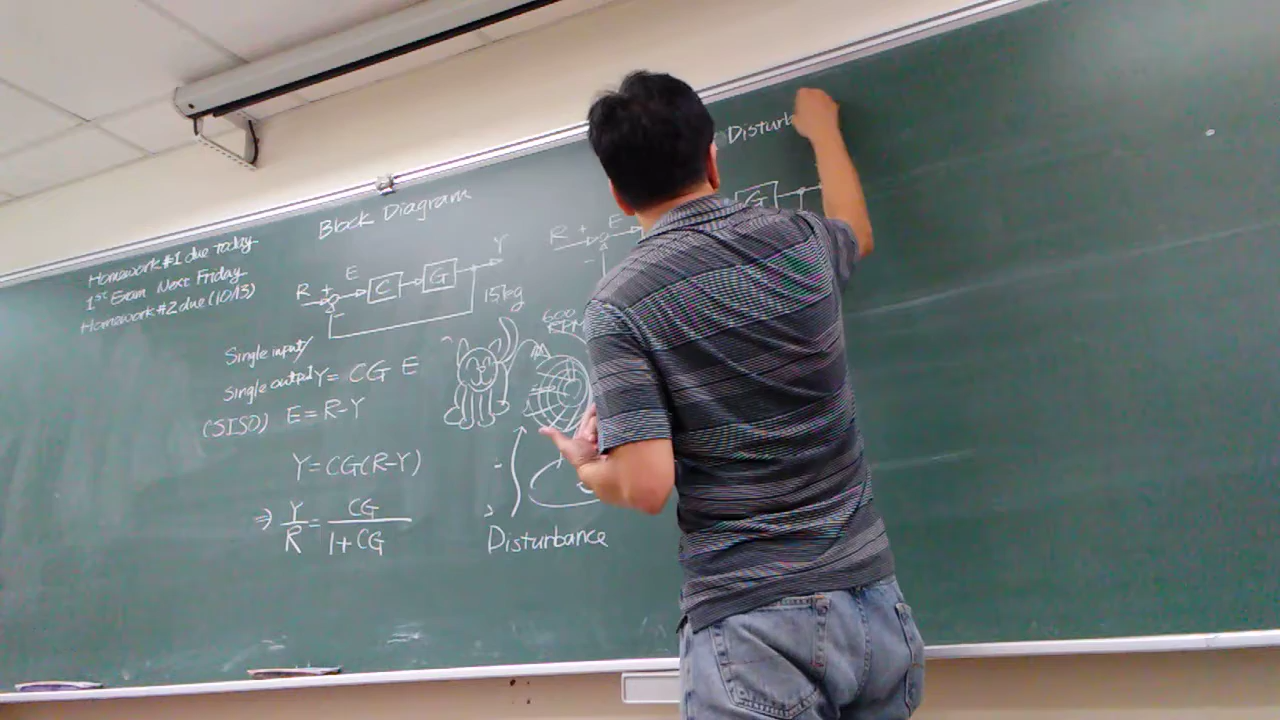 Homework#1 due today
1st Exam Next Friday
Homework#2 due (10/13)
Block Diagram
R + E C G Y
-
Single input/
Single output
(SISO)
Y= CG E
E=R-Y
Y=CG(R-Y)
⇒ Y/R = CG/1+CG
15kg
600
RPM
Disturbance
Disturb
R + E G
-